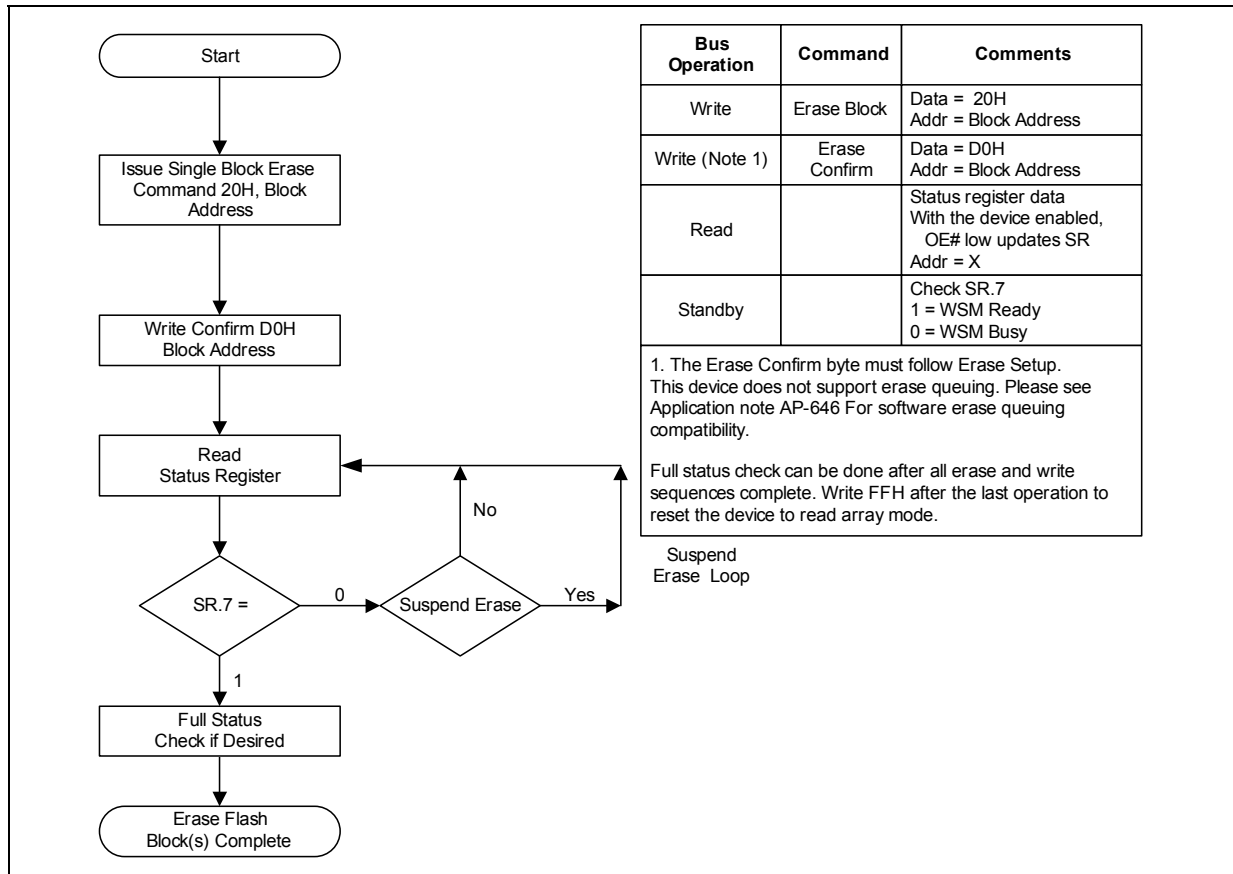 Start
Issue Single Block Erase
Command 20H, Block
Address
Write Confirm D0H
Block Address
Read
Status Register
No
SR.7 =
0
Suspend Erase
Yes
1
Full Status
Check if Desired
Erase Flash
Block(s) Complete
Suspend
Erase Loop
Bus
Operation
Command
Comments
Write
Erase Block
Data = 20H
Addr = Block Address
Write (Note 1)
Erase
Confirm
Data = D0H
Addr = Block Address
Read
Status register data
With the device enabled,
OE# low updates SR
Addr = X
Standby
Check SR.7
1 = WSM Ready
0 = WSM Busy
1. The Erase Confirm byte must follow Erase Setup.
This device does not support erase queuing. Please see
Application note AP-646 For software erase queuing
compatibility.
Full status check can be done after all erase and write
sequences complete. Write FFH after the last operation to
reset the device to read array mode.